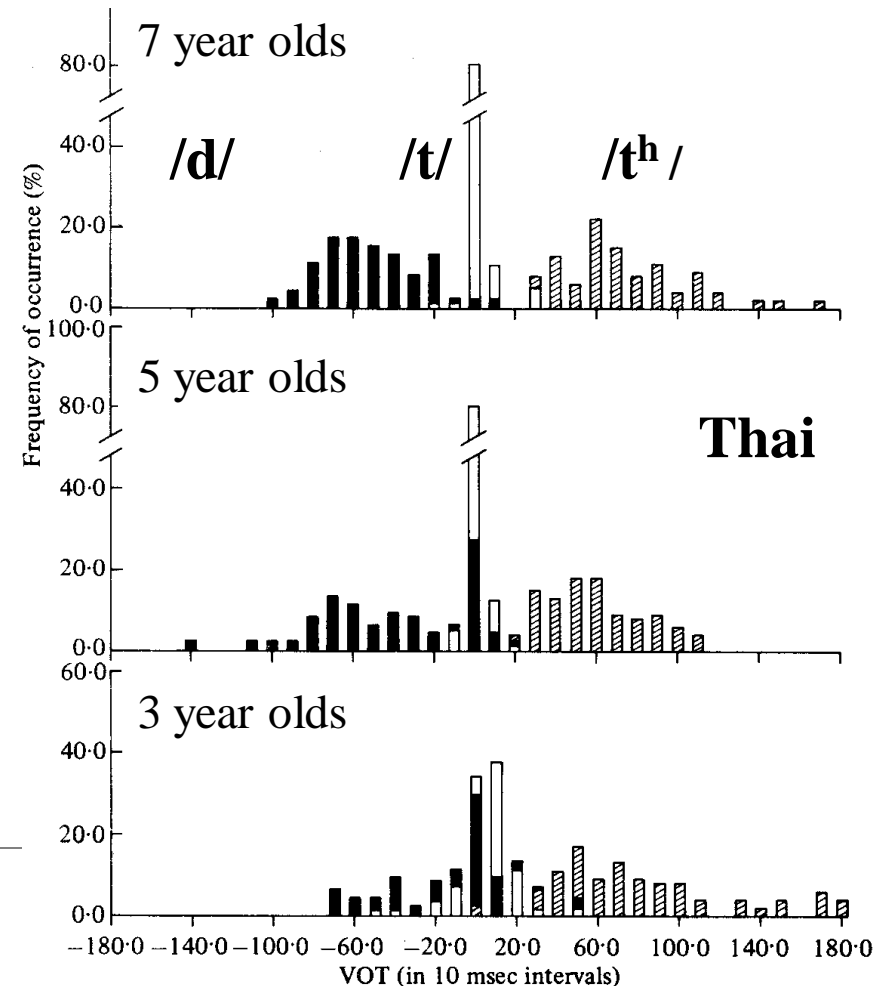 7 year olds
80·0
40·0
20·0
0·0
/d/
/t/
/tʰ /
Frequency of occurrence (%)
100·0
5 year olds
80·0
40·0
20·0
0·0
Thai
60·0
3 year olds
40·0
20·0
0·0
−180·0 −140·0 −100·0 −60·0 −20·0 20·0 60·0 100·0 140·0 180·0
VOT (in 10 msec intervals)